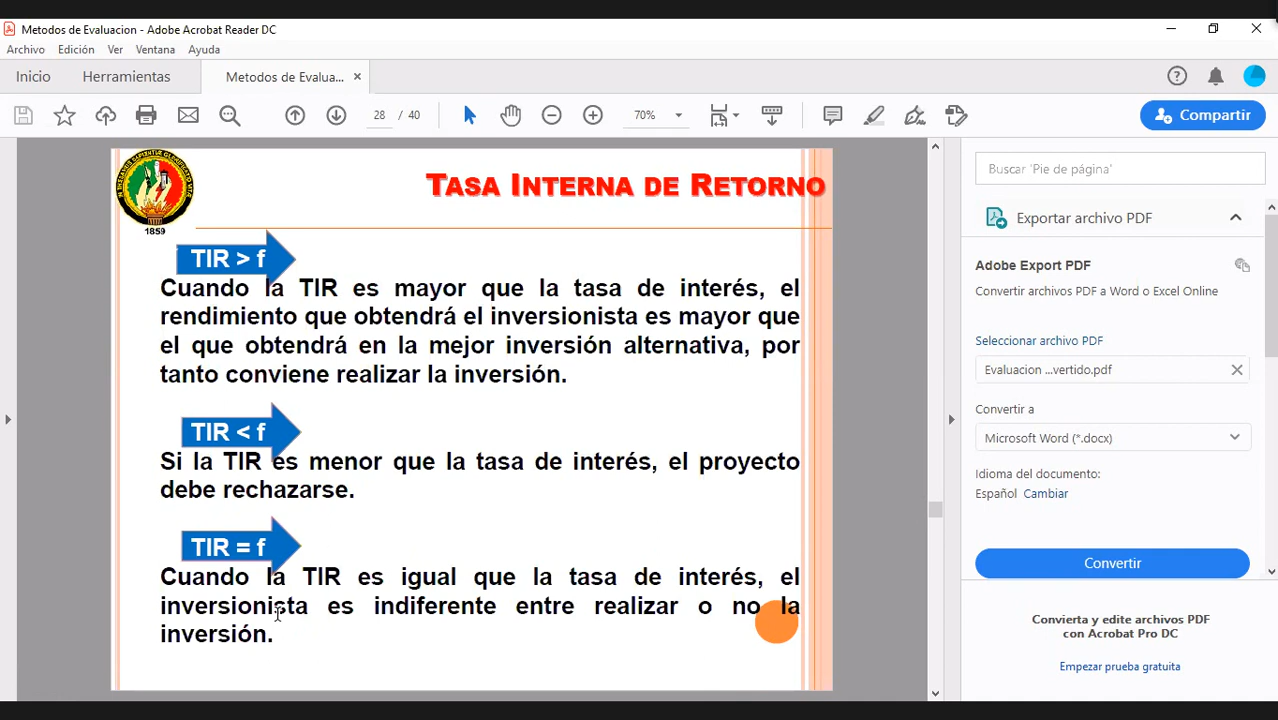 Metodos de Evaluacion - Adobe Acrobat Reader DC
Archivo Edición Ver Ventana Ayuda
Inicio Herramientas Metodos de Evalua... ×
28 / 40 70% Compartir
1859
TASA INTERNA DE RETORNO
TIR > f
Cuando la TIR es mayor que la tasa de interés, el
rendimiento que obtendrá el inversionista es mayor que
el que obtendrá en la mejor inversión alternativa, por
tanto conviene realizar la inversión.
TIR < f
Si la TIR es menor que la tasa de interés, el proyecto
debe rechazarse.
TIR = f
Cuando la TIR es igual que la tasa de interés, el
inversionista es indiferente entre realizar o no la
inversión.
Buscar 'Pie de página'
Exportar archivo PDF
Adobe Export PDF
Convertir archivos PDF a Word o Excel Online
Seleccionar archivo PDF
Evaluacion ...vertido.pdf
Convertir a
Microsoft Word (*.docx)
Idioma del documento:
Español Cambiar
Convertir
Convierta y edite archivos PDF
con Acrobat Pro DC
Empezar prueba gratuita